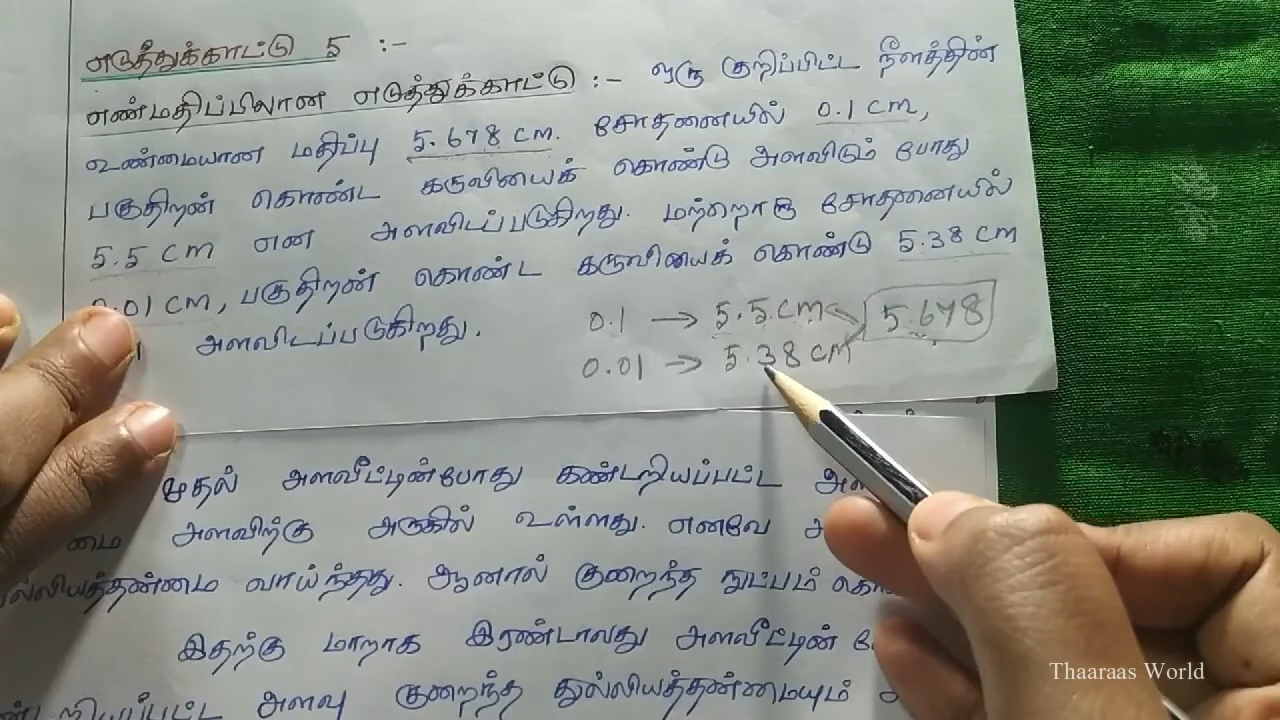 எடுத்துக்காட்டு 5 :-
எண்மதிப்பிலான எடுத்துக்காட்டு :- ஒரு குறிப்பிட்ட நீளத்தின்
உண்மையான மதிப்பு 5.678 cm. சோதனையில் 0.1 cm,
பகுதிறன் கொண்ட கருவியைக் கொண்டு அளவிடும் போது
5.5 cm என அளவிடப்படுகிறது. மற்றொரு சோதனையில்
0.01 cm, பகுதிறன் கொண்ட கருவியைக் கொண்டு 5.38 cm
அளவிடப்படுகிறது.
0.1 → 5.5 cm 5.678
0.01 → 5.38 cm
முதல் அளவீட்டின்போது கண்டறியப்பட்ட
அளவிற்கு அருகில் உள்ளது. எனவே
வாய்ந்தது. ஆனால் குறைந்த நுட்பம்
இதற்கு மாறாக இரண்டாவது அளவீட்டின்
அளவு குறைந்த துல்லியத்தன்மையும்
Thaaraas World